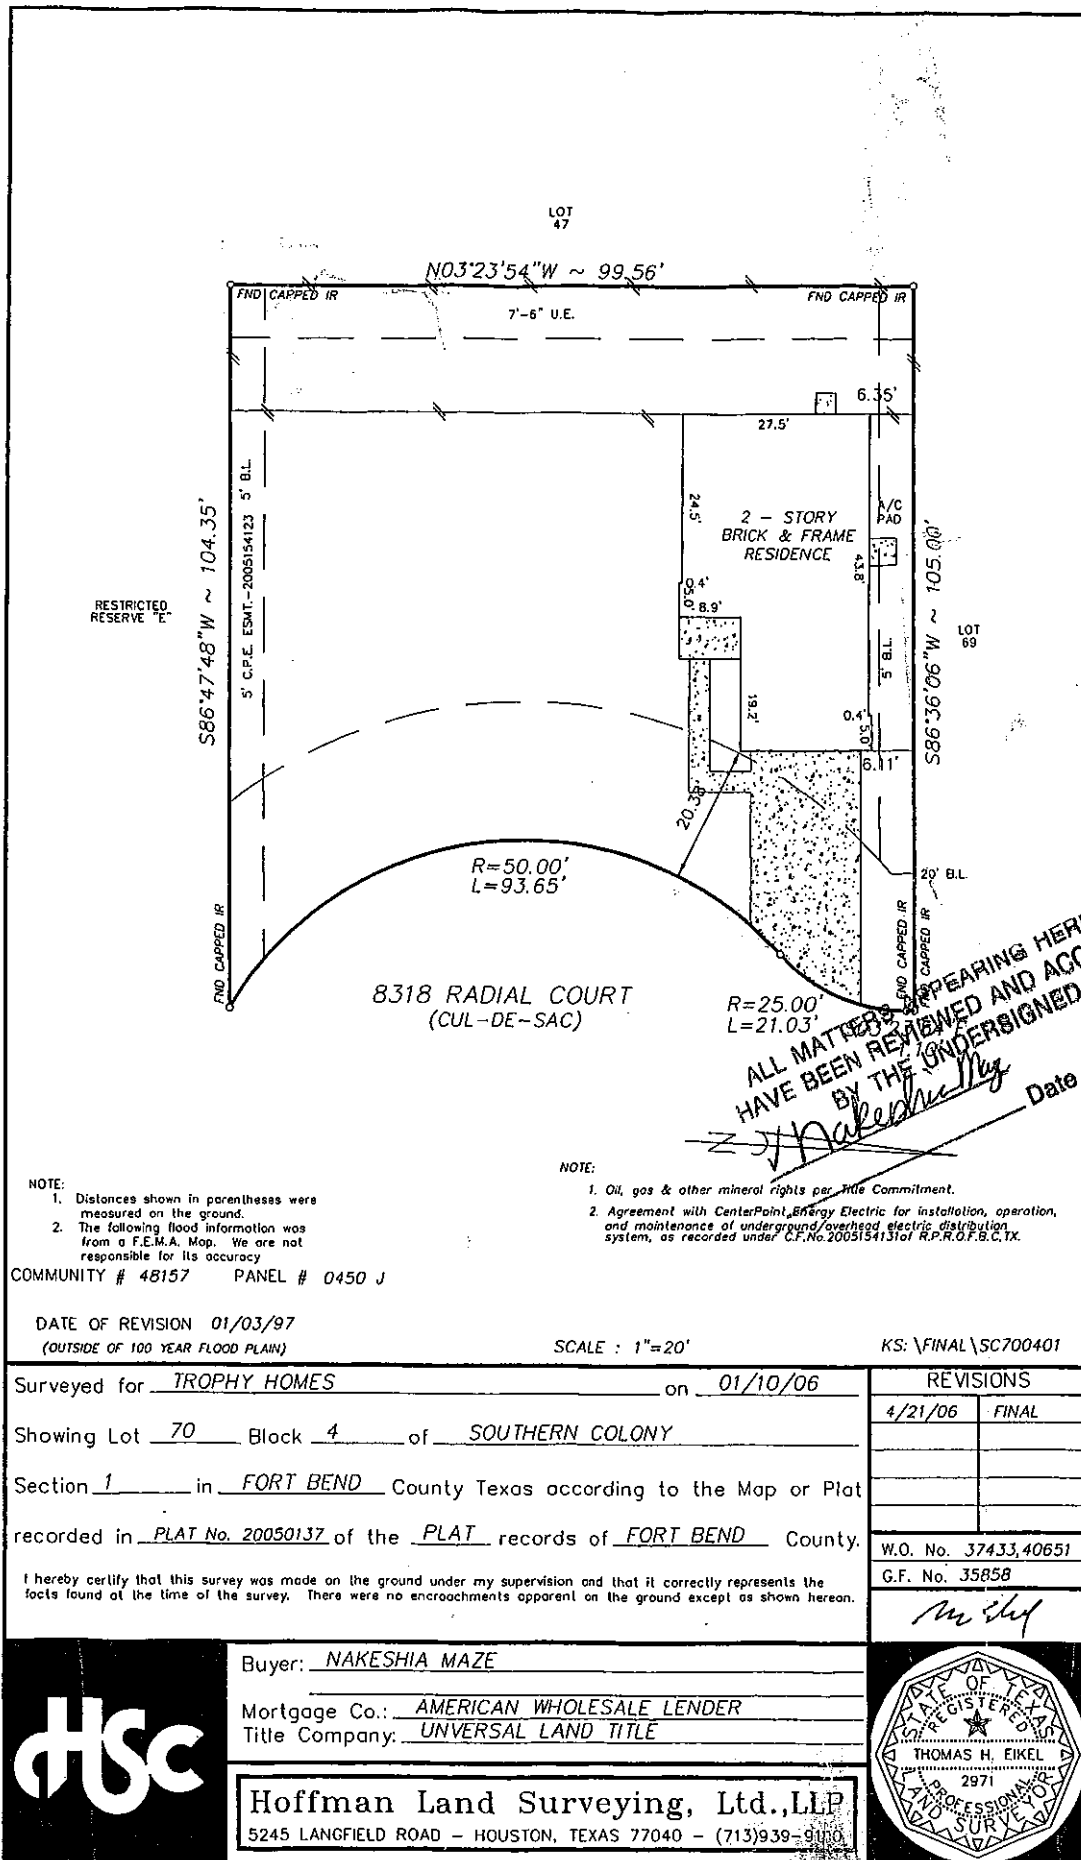 LOT
47
N03°23'54"W ~ 99.56'
FND CAPPED IR
FND CAPPED IR
7'-6" U.E.
6.35'
27.5'
24.5'
2 - STORY
BRICK & FRAME
RESIDENCE
A/C
PAD
43.8'
S86°47'48"W ~ 104.35'
5' C.P.E. ESMT.-2005154123 5' B.L.
S86°36'06"W ~ 105.00'
RESTRICTED
RESERVE "E"
LOT
69
0.4'
5.0'
8.9'
5' B.L.
19.2'
0.4'
5.0'
6.11'
20.38'
R=50.00'
L=93.65'
20' B.L.
FND CAPPED IR
FND CAPPED IR
FND CAPPED IR
8318 RADIAL COURT
(CUL-DE-SAC)
R=25.00'
L=21.03'
ALL MATTERS APPEARING HERE
HAVE BEEN REVIEWED AND ACC
BY THE UNDERSIGNED
Date
NOTE:
1. Distances shown in parentheses were
measured on the ground.
2. The following flood information was
from a F.E.M.A. Map. We are not
responsible for its accuracy
NOTE:
1. Oil, gas & other mineral rights per Title Commitment.
2. Agreement with CenterPoint Energy Electric for installation, operation,
and maintenance of underground/overhead electric distribution
system, as recorded under C.F.No.2005154131of R.P.R.O.F.B.C,TX.
COMMUNITY # 48157 PANEL # 0450 J
DATE OF REVISION 01/03/97
(OUTSIDE OF 100 YEAR FLOOD PLAIN)
SCALE : 1"=20'
KS: \FINAL\SC700401
Surveyed for TROPHY HOMES on 01/10/06
Showing Lot 70 Block 4 of SOUTHERN COLONY
Section 1 in FORT BEND County Texas according to the Map or Plat
recorded in PLAT No. 20050137 of the PLAT records of FORT BEND County.
I hereby certify that this survey was made on the ground under my supervision and that it correctly represents the
facts found at the time of the survey. There were no encroachments apparent on the ground except as shown hereon.
REVISIONS
4/21/06 FINAL
W.O. No. 37433,40651
G.F. No. 35858
HSC
Buyer: NAKESHIA MAZE
Mortgage Co.: AMERICAN WHOLESALE LENDER
Title Company: UNVERSAL LAND TITLE
Hoffman Land Surveying, Ltd.,LLP
5245 LANGFIELD ROAD - HOUSTON, TEXAS 77040 - (713)939-9100
STATE OF TEXAS
REGISTERED
THOMAS H. EIKEL
2971
PROFESSIONAL
LAND SURVEYOR